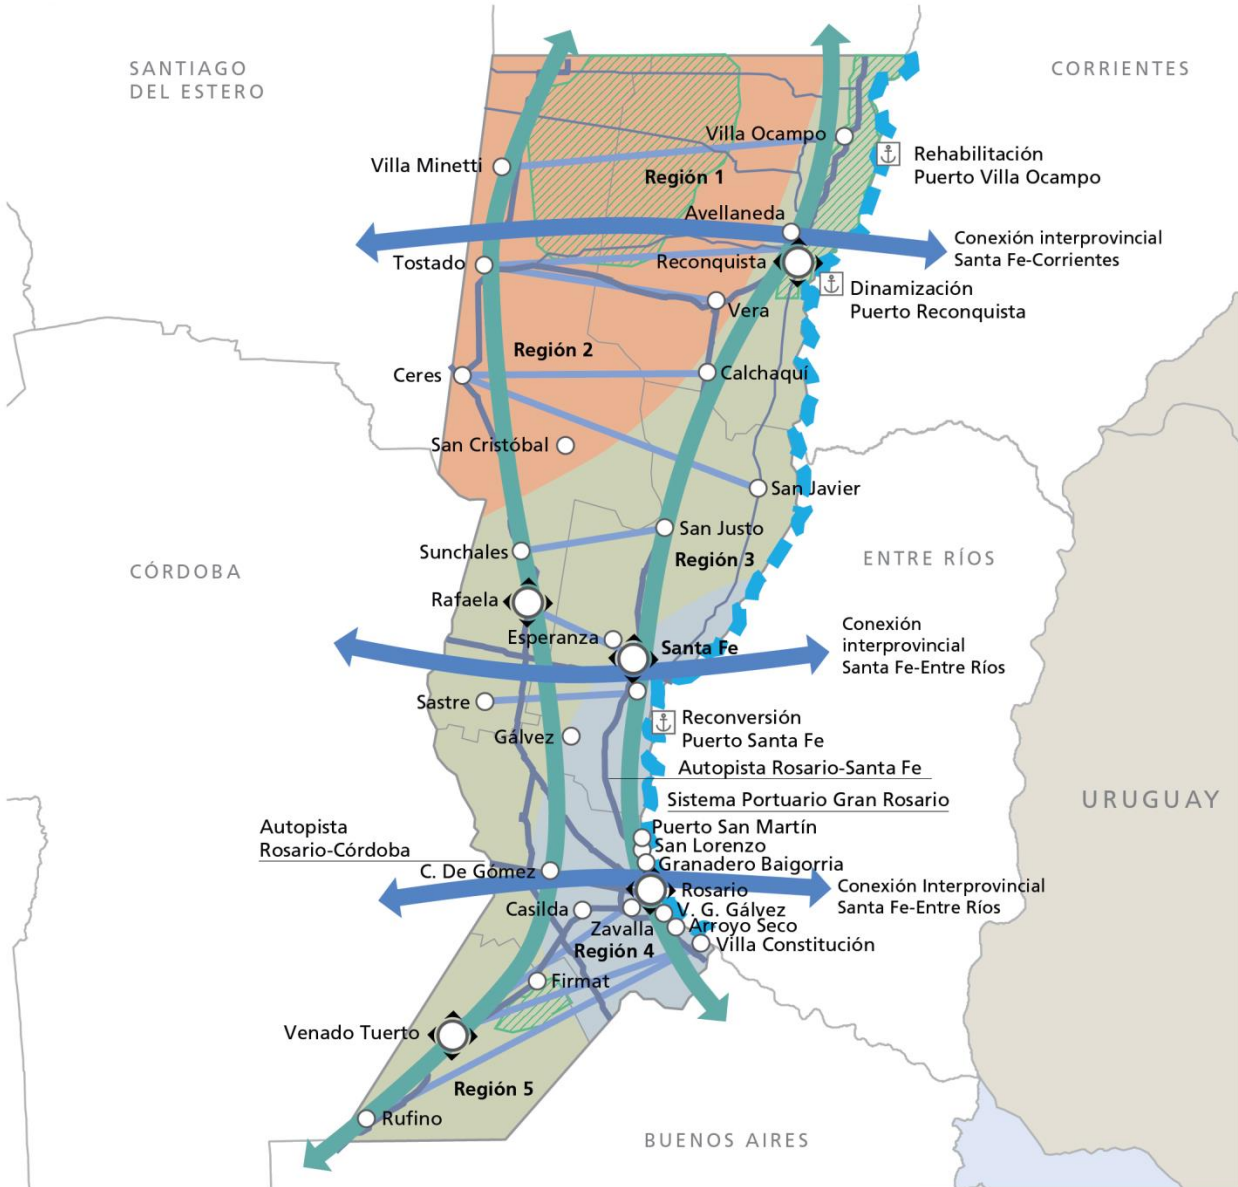 SANTIAGO
DEL ESTERO
CORRIENTES
Villa Ocampo
Villa Minetti
Rehabilitación
Puerto Villa Ocampo
Región 1
Avellaneda
Conexión interprovincial
Santa Fe-Corrientes
Tostado
Reconquista
Dinamización
Puerto Reconquista
Vera
Región 2
Ceres
Calchaquí
San Cristóbal
San Javier
San Justo
Sunchales
Región 3
ENTRE RÍOS
CÓRDOBA
Rafaela
Esperanza
Santa Fe
Conexión
interprovincial
Santa Fe-Entre Ríos
Sastre
Gálvez
Reconversión
Puerto Santa Fe
Autopista Rosario-Santa Fe
Sistema Portuario Gran Rosario
URUGUAY
Autopista
Rosario-Córdoba
Puerto San Martín
San Lorenzo
Granadero Baigorria
C. De Gómez
Rosario
Conexión Interprovincial
Santa Fe-Entre Ríos
Casilda
V. G. Gálvez
Zavalla
Arroyo Seco
Villa Constitución
Región 4
Firmat
Venado Tuerto
Región 5
Rufino
BUENOS AIRES